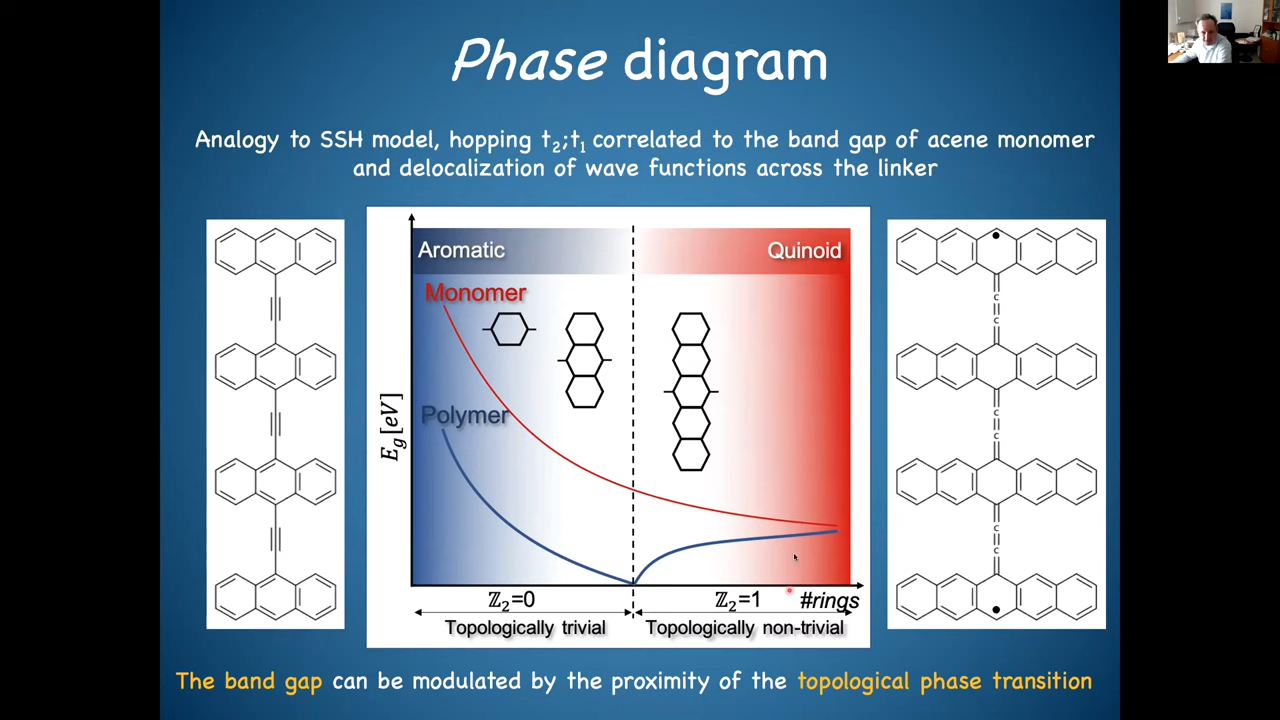 Phase diagram
Analogy to SSH model, hopping t₂;t₁ correlated to the band gap of acene monomer
and delocalization of wave functions across the linker
Aromatic
Quinoid
Monomer
Polymer
E_g[eV]
ℤ₂=0
ℤ₂=1
#rings
Topologically trivial
Topologically non-trivial
C
C
C
C
C
C
The band gap can be modulated by the proximity of the topological phase transition